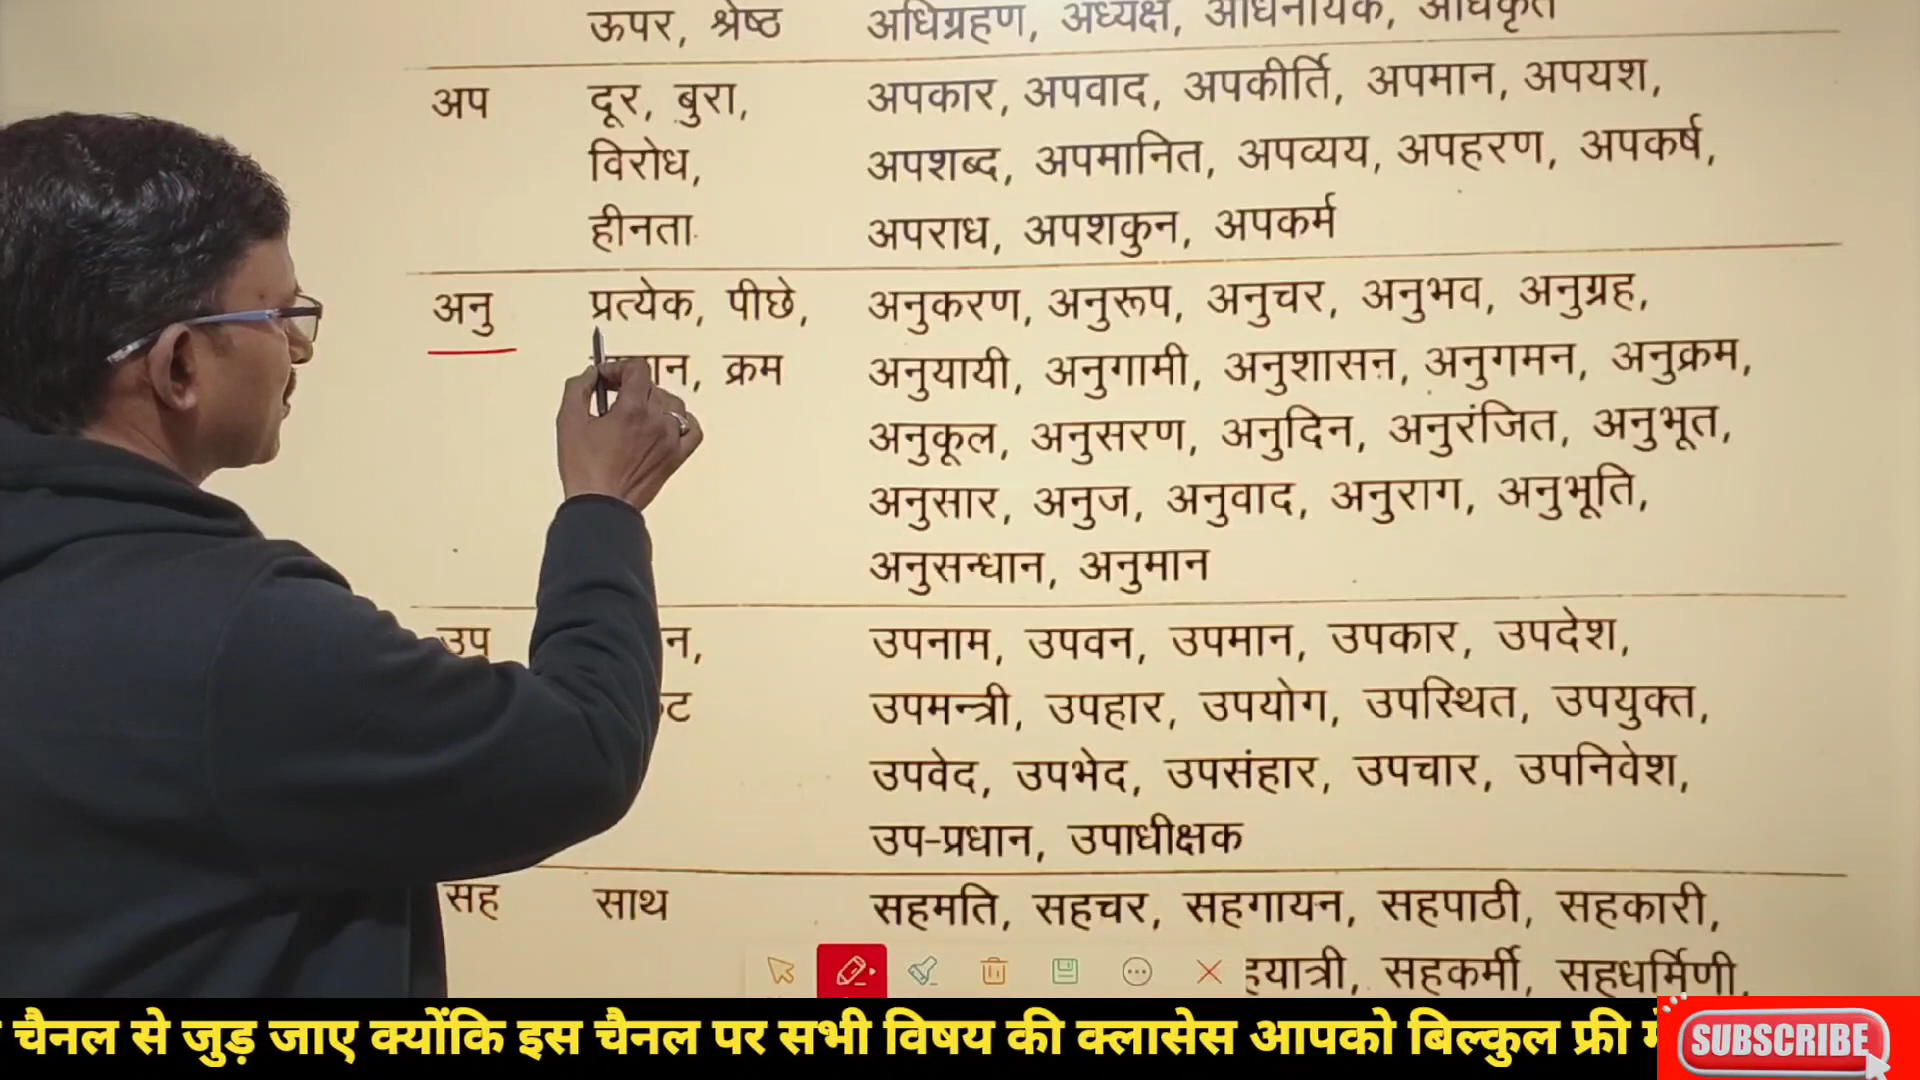 ऊपर, श्रेष्ठ अधिग्रहण, अध्यक्ष, अधिनायक, अधिकृत
अप दूर, बुरा, अपकार, अपवाद, अपकीर्ति, अपमान, अपयश,
विरोध, अपशब्द, अपमानित, अपव्यय, अपहरण, अपकर्ष,
हीनता अपराध, अपशकुन, अपकर्म
अनु प्रत्येक, पीछे, अनुकरण, अनुरूप, अनुचर, अनुभव, अनुग्रह,
क्रम अनुयायी, अनुगामी, अनुशासन, अनुगमन, अनुक्रम,
अनुकूल, अनुसरण, अनुदिन, अनुरंजित, अनुभूत,
अनुसार, अनुज, अनुवाद, अनुराग, अनुभूति,
अनुसन्धान, अनुमान
उप उपनाम, उपवन, उपमान, उपकार, उपदेश,
उपमन्त्री, उपहार, उपयोग, उपस्थित, उपयुक्त,
उपवेद, उपभेद, उपसंहार, उपचार, उपनिवेश,
उप-प्रधान, उपाधीक्षक
सह साथ सहमति, सहचर, सहगायन, सहपाठी, सहकारी,
सहकर्मी, सहधर्मिणी,
चैनल से जुड़ जाए क्योंकि इस चैनल पर सभी विषय की क्लासेस आपको बिल्कुल फ्री
SUBSCRIBE